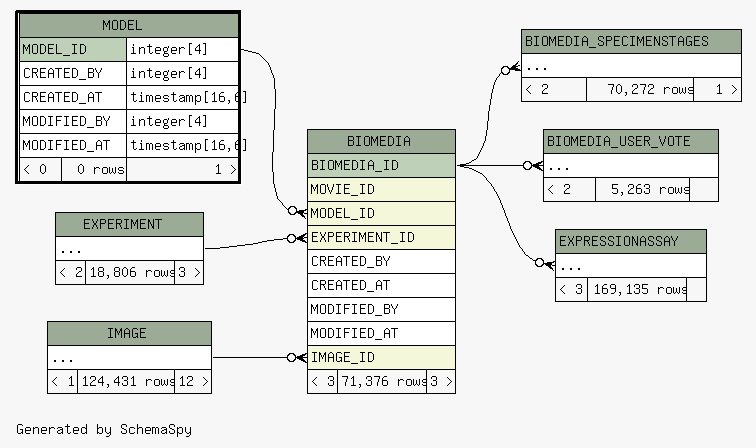 MODEL
MODEL_ID integer[4]
CREATED_BY integer[4]
CREATED_AT timestamp[16,6]
MODIFIED_BY integer[4]
MODIFIED_AT timestamp[16,6]
< 0 0 rows 1 >
EXPERIMENT
...
< 2 18,806 rows 3 >
IMAGE
...
< 1 124,431 rows 12 >
BIOMEDIA
BIOMEDIA_ID
MOVIE_ID
MODEL_ID
EXPERIMENT_ID
CREATED_BY
CREATED_AT
MODIFIED_BY
MODIFIED_AT
IMAGE_ID
< 3 71,376 rows 3 >
BIOMEDIA_SPECIMENSTAGES
...
< 2 70,272 rows 1 >
BIOMEDIA_USER_VOTE
...
< 2 5,263 rows
EXPRESSIONASSAY
...
< 3 169,135 rows
Generated by SchemaSpy